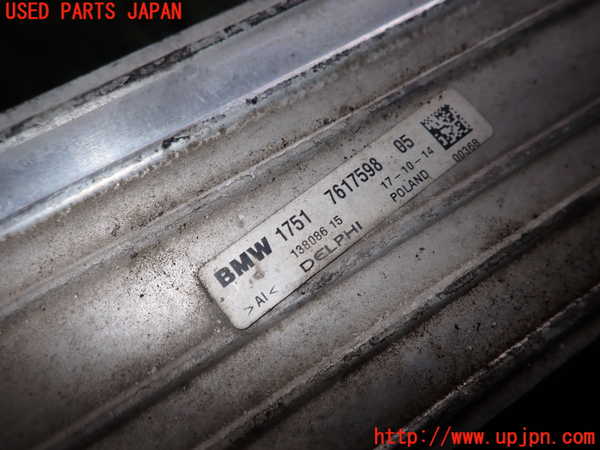 USED PARTS JAPAN
BMW 1751 7617598 05
138086 15 17-10-14
>Al< DELPHI POLAND 00368
http://www.upjpn.com/